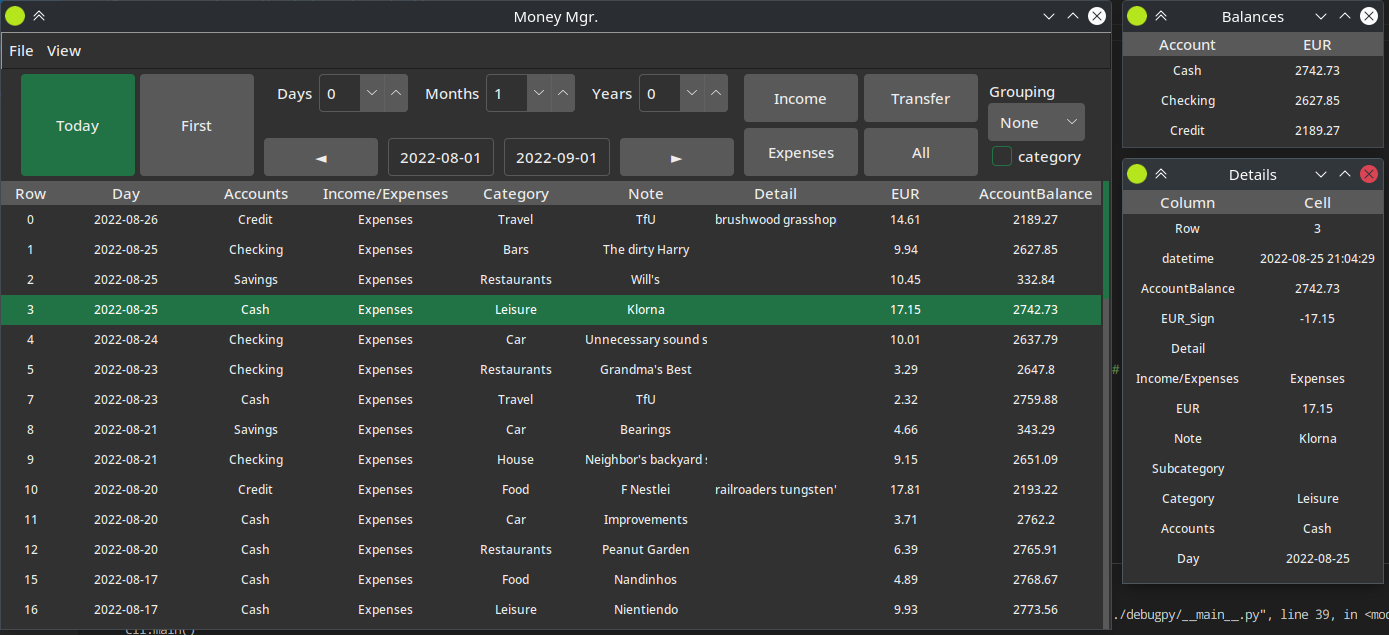 Money Mgr.
File View
Today First Days 0 Months 1 Years 0
◄ 2022-08-01 2022-09-01 ►
Income Transfer
Expenses All
Grouping
None
category
Row Day Accounts Income/Expenses Category Note Detail EUR AccountBalance
0 2022-08-26 Credit Expenses Travel TfU brushwood grasshop 14.61 2189.27
1 2022-08-25 Checking Expenses Bars The dirty Harry 9.94 2627.85
2 2022-08-25 Savings Expenses Restaurants Will's 10.45 332.84
3 2022-08-25 Cash Expenses Leisure Klorna 17.15 2742.73
4 2022-08-24 Checking Expenses Car Unnecessary sound s 10.01 2637.79
5 2022-08-23 Checking Expenses Restaurants Grandma's Best 3.29 2647.8
7 2022-08-23 Cash Expenses Travel TfU 2.32 2759.88
8 2022-08-21 Savings Expenses Car Bearings 4.66 343.29
9 2022-08-21 Checking Expenses House Neighbor's backyard 9.15 2651.09
10 2022-08-20 Credit Expenses Food F Nestlei railroaders tungsten' 17.81 2193.22
11 2022-08-20 Cash Expenses Car Improvements 3.71 2762.2
12 2022-08-20 Cash Expenses Restaurants Peanut Garden 6.39 2765.91
15 2022-08-17 Cash Expenses Food Nandinhos 4.89 2768.67
16 2022-08-17 Cash Expenses Leisure Nientiendo 9.93 2773.56
Balances
Account EUR
Cash 2742.73
Checking 2627.85
Credit 2189.27
Details
Column Cell
Row 3
datetime 2022-08-25 21:04:29
AccountBalance 2742.73
EUR_Sign -17.15
Detail
Income/Expenses Expenses
EUR 17.15
Note Klorna
Subcategory
Category Leisure
Accounts Cash
Day 2022-08-25
#
./debugpy/__main__.py", line 39, in <mod
cli.main()